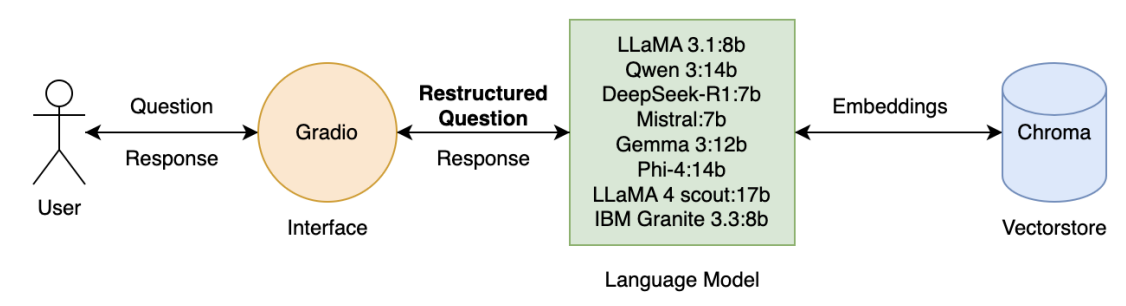 User
Question
Response
Gradio
Interface
Restructured
Question
Response
LLaMA 3.1:8b
Qwen 3:14b
DeepSeek-R1:7b
Mistral:7b
Gemma 3:12b
Phi-4:14b
LLaMA 4 scout:17b
IBM Granite 3.3:8b
Language Model
Embeddings
Chroma
Vectorstore